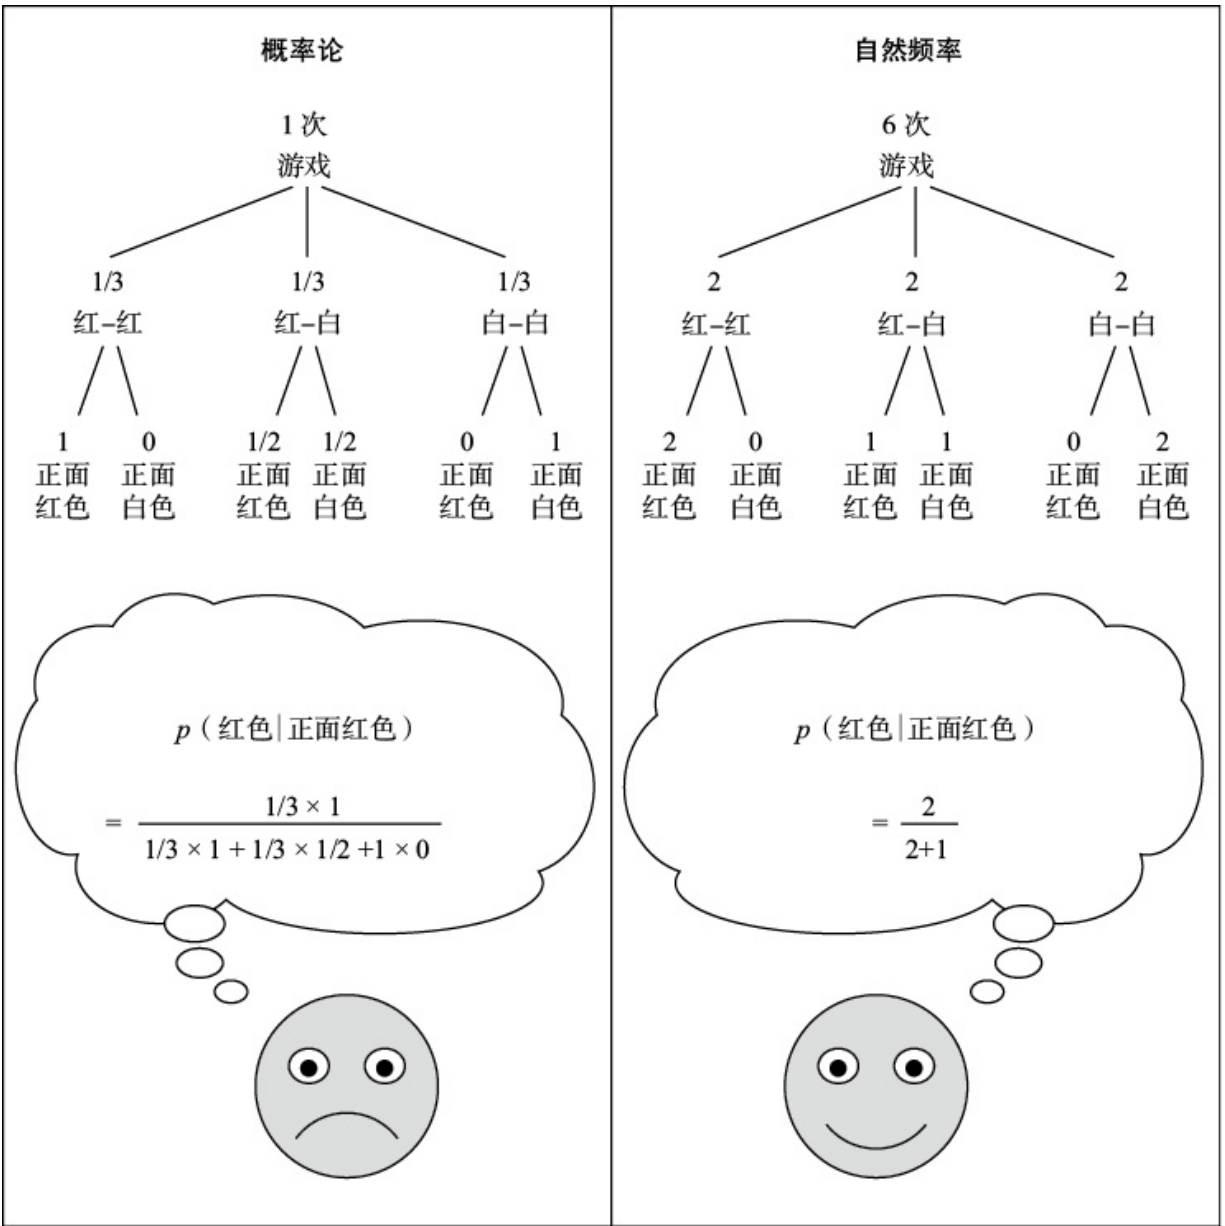 概率论
1 次
游戏
1/3 1/3 1/3
红–红 红–白 白–白
1 0 1/2 1/2 0 1
正面 正面 正面 正面 正面 正面
红色 白色 红色 白色 红色 白色
p（红色|正面红色）
= 1/3 × 1
1/3 × 1 + 1/3 × 1/2 +1 × 0
自然频率
6 次
游戏
2 2 2
红–红 红–白 白–白
2 0 1 1 0 2
正面 正面 正面 正面 正面 正面
红色 白色 红色 白色 红色 白色
p（红色|正面红色）
= 2
2+1